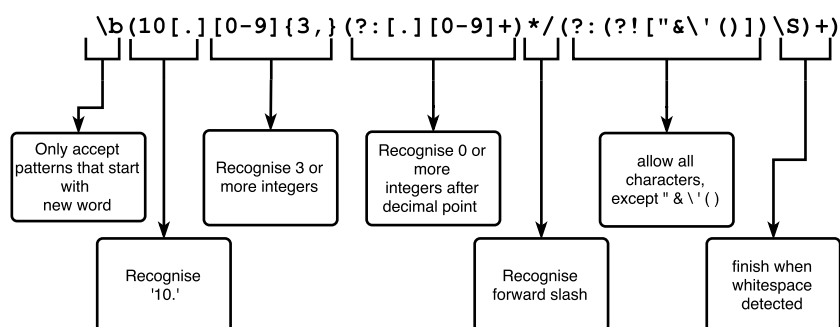 \b(10[.][0-9]{3,}(?:[.][0-9]+)*/(?:(?!["&\'()])\S)+)
Only accept
patterns that start
with
new word
Recognise 3 or
more integers
Recognise 0 or
more
integers after
decimal point
allow all
characters,
except " & \ ' ( )
Recognise
'10.'
Recognise
forward slash
finish when
whitespace
detected